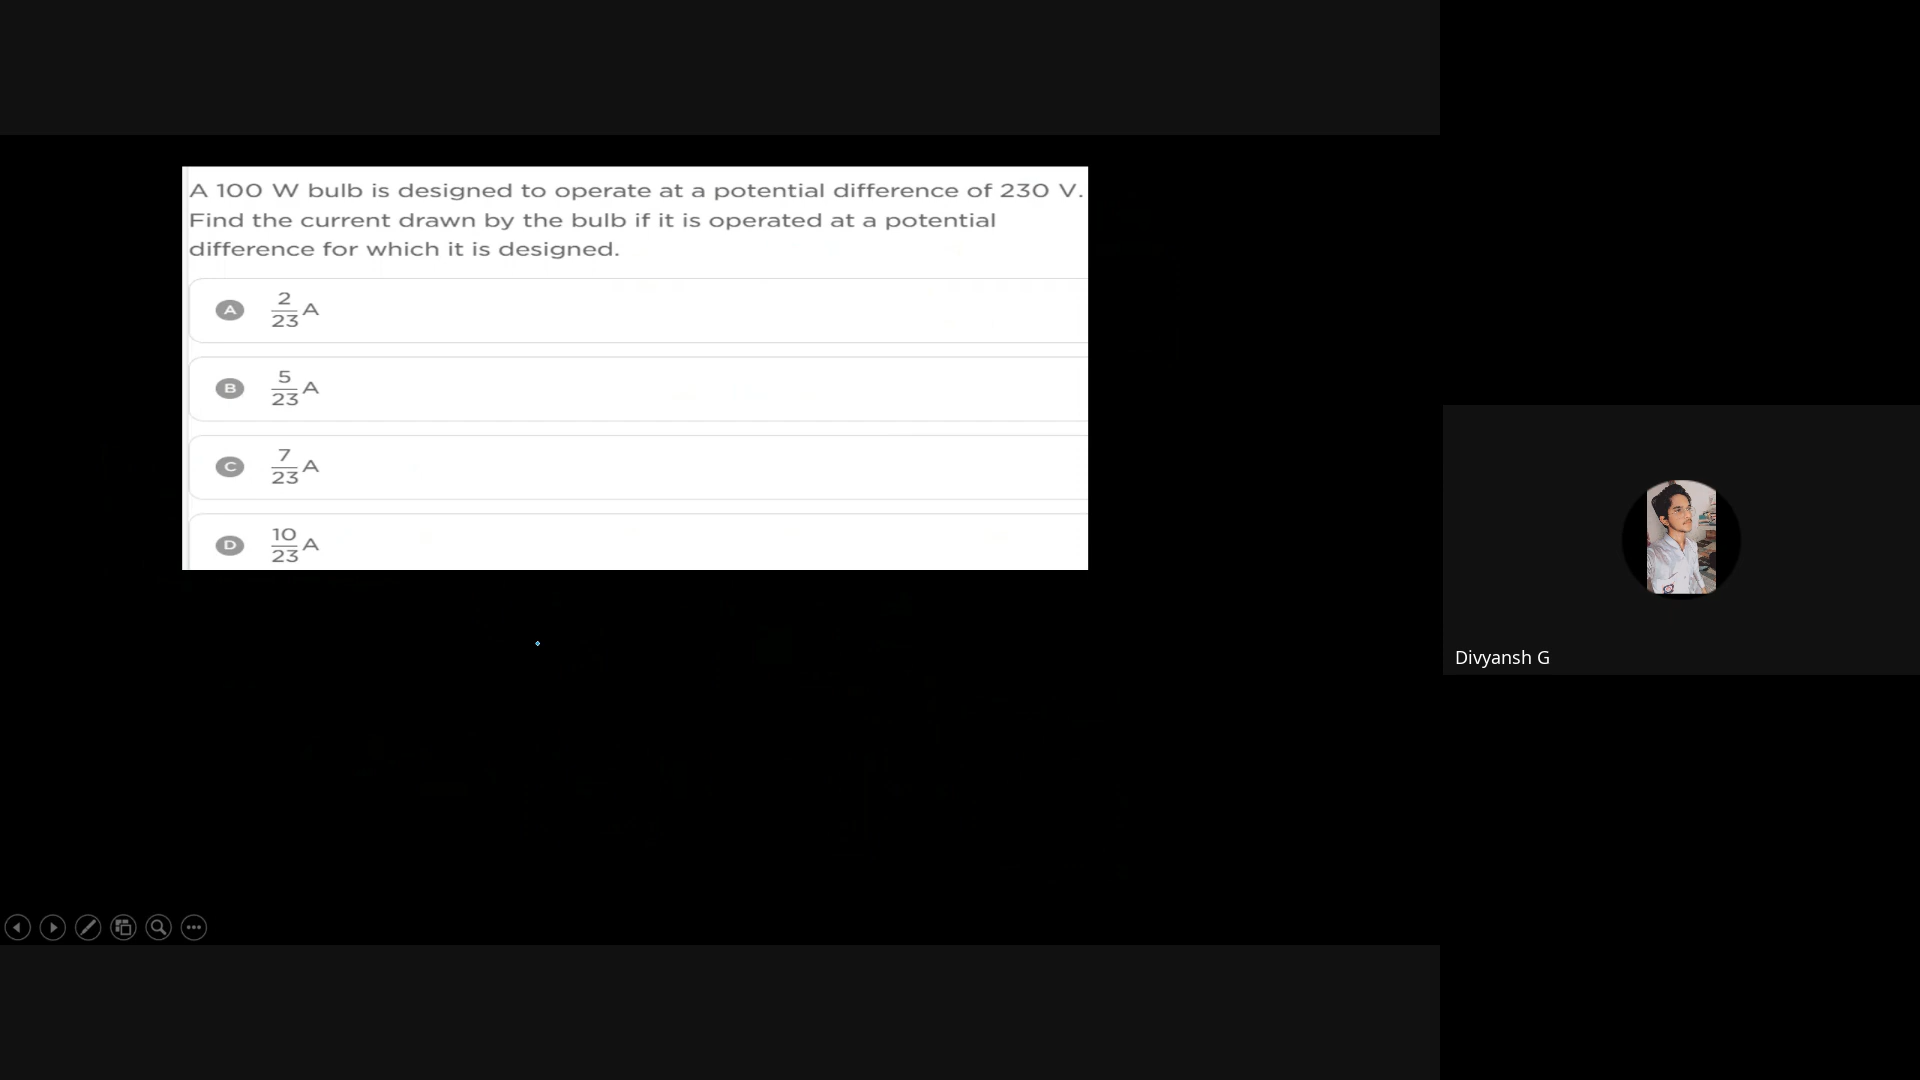 A 100 W bulb is designed to operate at a potential difference of 230 V.
Find the current drawn by the bulb if it is operated at a potential
difference for which it is designed.
A 2/23 A
B 5/23 A
C 7/23 A
D 10/23 A
Divyansh G